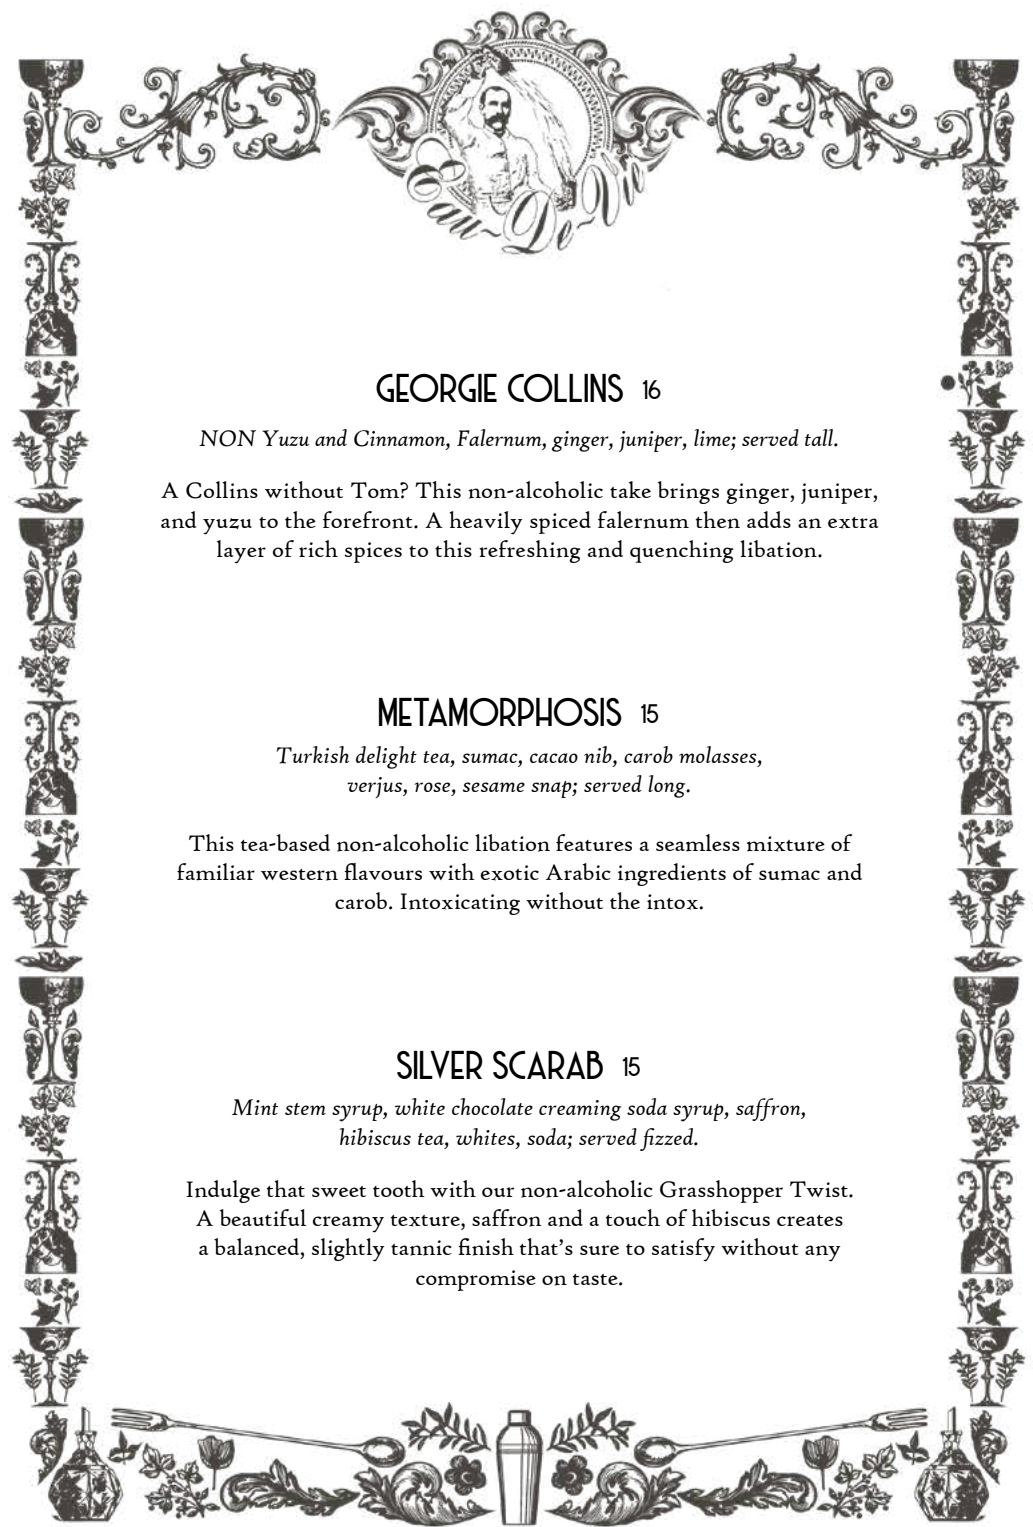 Eau-De-Vie
GEORGIE COLLINS 16
NON Yuzu and Cinnamon, Falernum, ginger, juniper, lime; served tall.
A Collins without Tom? This non-alcoholic take brings ginger, juniper,
and yuzu to the forefront. A heavily spiced falernum then adds an extra
layer of rich spices to this refreshing and quenching libation.
METAMORPHOSIS 15
Turkish delight tea, sumac, cacao nib, carob molasses,
verjus, rose, sesame snap; served long.
This tea-based non-alcoholic libation features a seamless mixture of
familiar western flavours with exotic Arabic ingredients of sumac and
carob. Intoxicating without the intox.
SILVER SCARAB 15
Mint stem syrup, white chocolate creaming soda syrup, saffron,
hibiscus tea, whites, soda; served fizzed.
Indulge that sweet tooth with our non-alcoholic Grasshopper Twist.
A beautiful creamy texture, saffron and a touch of hibiscus creates
a balanced, slightly tannic finish that's sure to satisfy without any
compromise on taste.